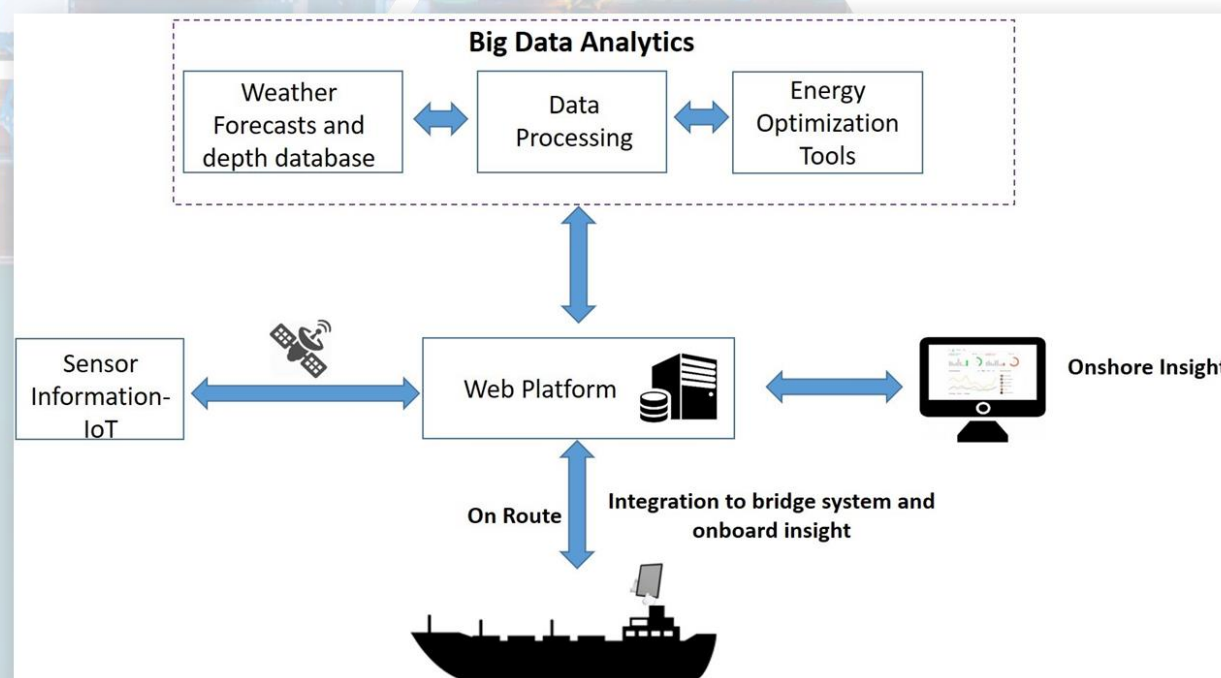 Big Data Analytics
Weather
Forecasts and
depth database
Data
Processing
Energy
Optimization
Tools
Sensor
Information-
IoT
Web Platform
Onshore Insight
On Route
Integration to bridge system and
onboard insight